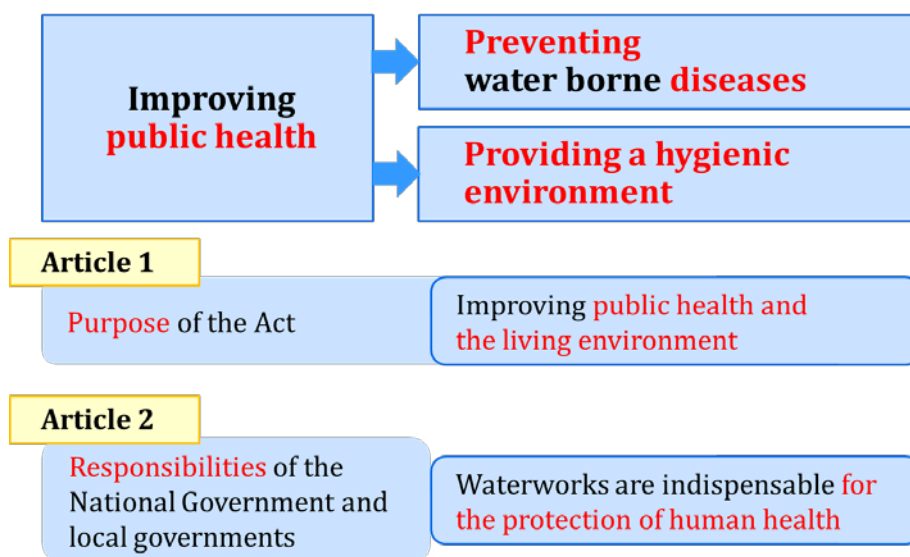 Improving
public health
Preventing
water borne diseases
Providing a hygienic
environment
Article 1
Purpose of the Act
Improving public health and
the living environment
Article 2
Responsibilities of the
National Government and
local governments
Waterworks are indispensable for
the protection of human health